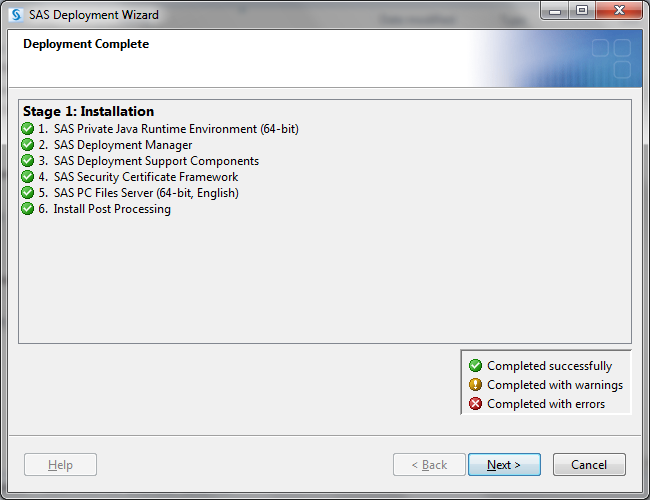 SAS Deployment Wizard
Deployment Complete
Stage 1: Installation
1. SAS Private Java Runtime Environment (64-bit)
2. SAS Deployment Manager
3. SAS Deployment Support Components
4. SAS Security Certificate Framework
5. SAS PC Files Server (64-bit, English)
6. Install Post Processing
Completed successfully
Completed with warnings
Completed with errors
Help
< Back
Next >
Cancel